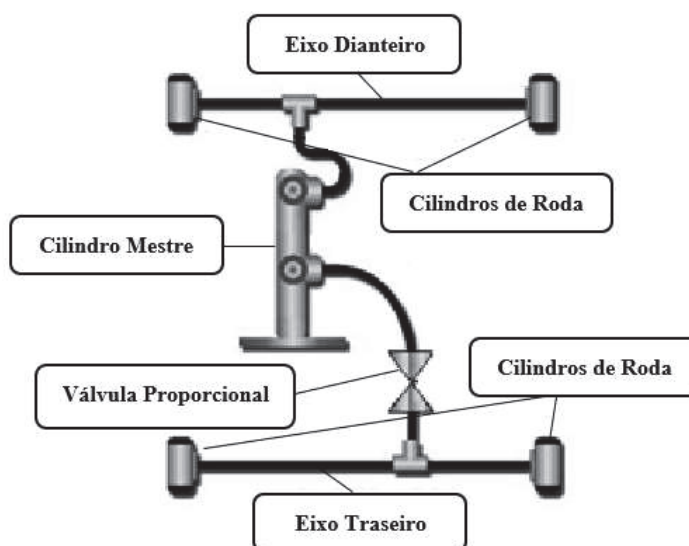 Eixo Dianteiro
Cilindros de Roda
Cilindro Mestre
Cilindros de Roda
Válvula Proporcional
Eixo Traseiro